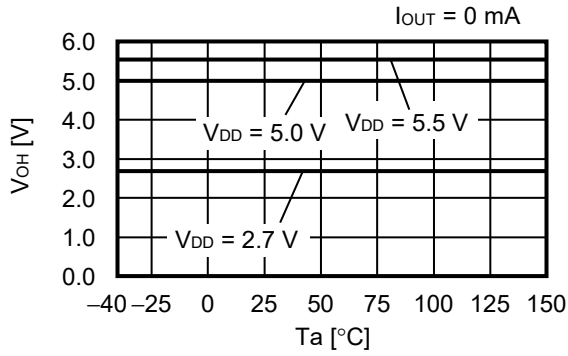 IOUT = 0 mA
6.0
5.0
4.0
3.0
2.0
1.0
0.0
VOH [V]
VDD = 5.0 V
VDD = 5.5 V
VDD = 2.7 V
−40 −25 0 25 50 75 100 125 150
Ta [°C]